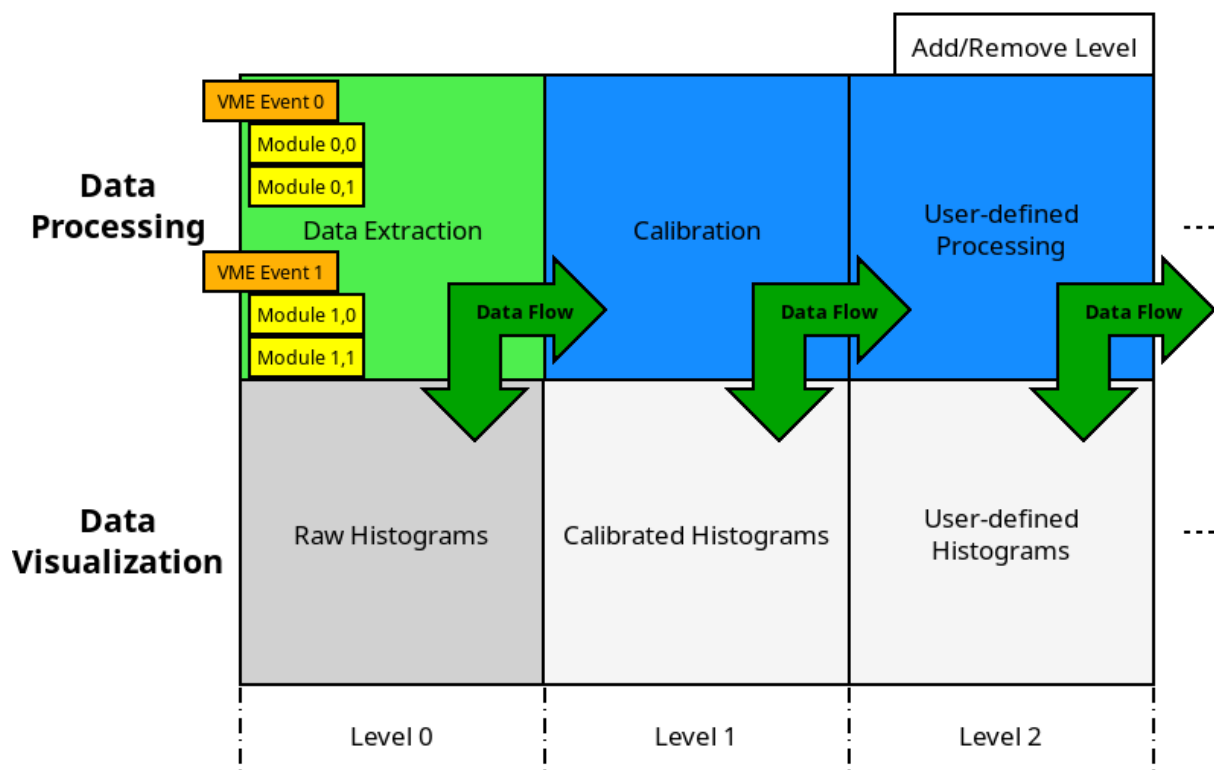 Add/Remove Level
VME Event 0
Module 0,0
Module 0,1
Data
Processing
Data Extraction
Calibration
User-defined
Processing
VME Event 1
Module 1,0
Module 1,1
Data Flow
Data Flow
Data Flow
Data
Visualization
Raw Histograms
Calibrated Histograms
User-defined
Histograms
Level 0
Level 1
Level 2